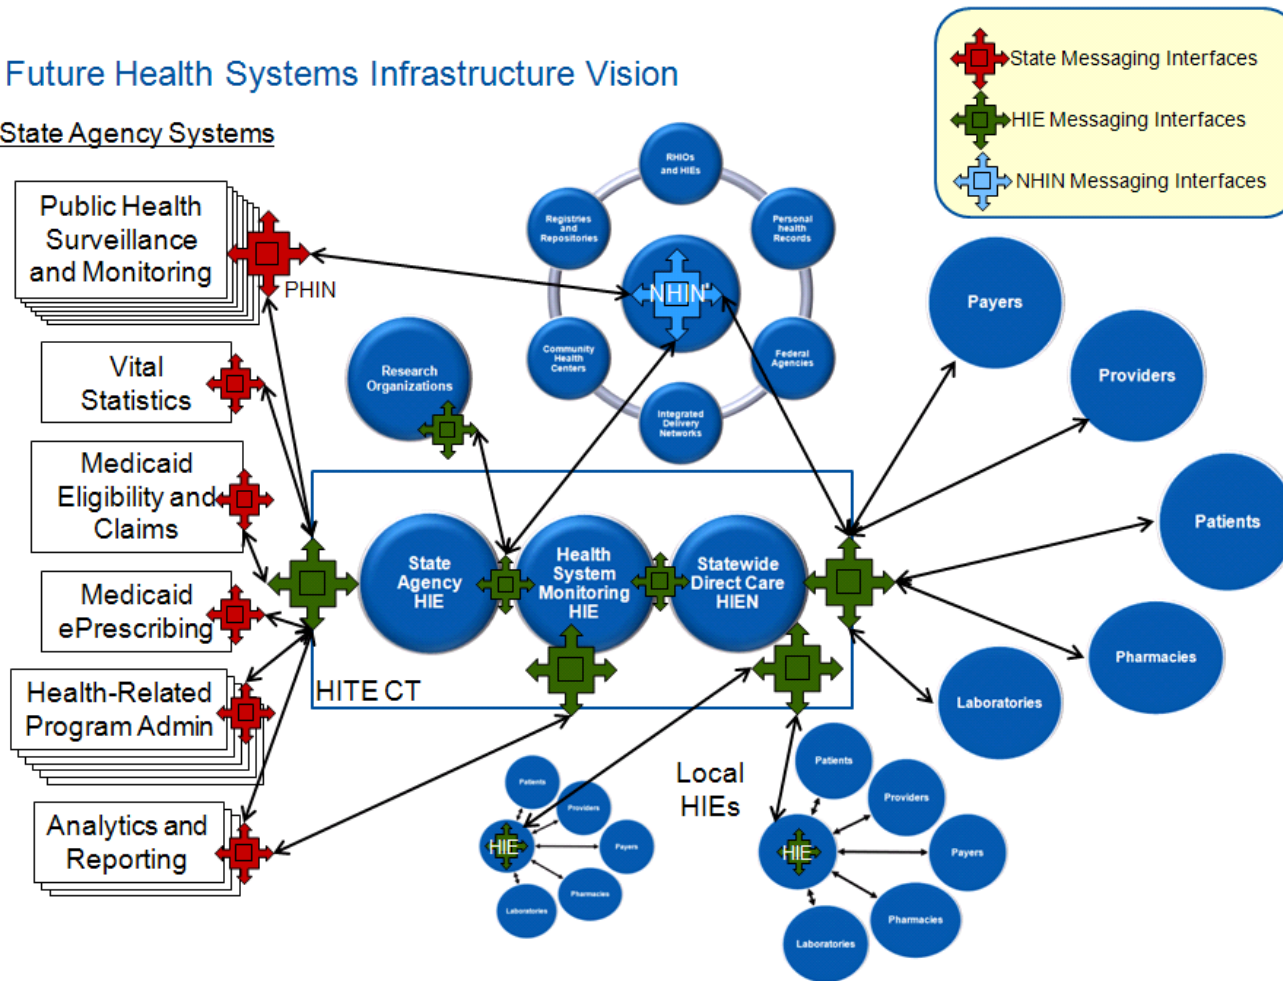 Future Health Systems Infrastructure Vision
State Messaging Interfaces
HIE Messaging Interfaces
NHIN Messaging Interfaces
State Agency Systems
Public Health
Surveillance
and Monitoring
PHIN
Vital
Statistics
Medicaid
Eligibility and
Claims
Medicaid
ePrescribing
Health-Related
Program Admin
Analytics and
Reporting
RHIOs
and HIEs
Registries
and
Repositories
Personal
health
Records
NHIN
Community
Health
Centers
Federal
Agencies
Integrated
Delivery
Networks
Research
Organizations
State
Agency
HIE
Health
System
Monitoring
HIE
Statewide
Direct Care
HIEN
HITE CT
Payers
Providers
Patients
Pharmacies
Laboratories
Local
HIEs
Patients
Providers
HIE
Payers
Pharmacies
Laboratories
Patients
Providers
HIE
Payers
Pharmacies
Laboratories